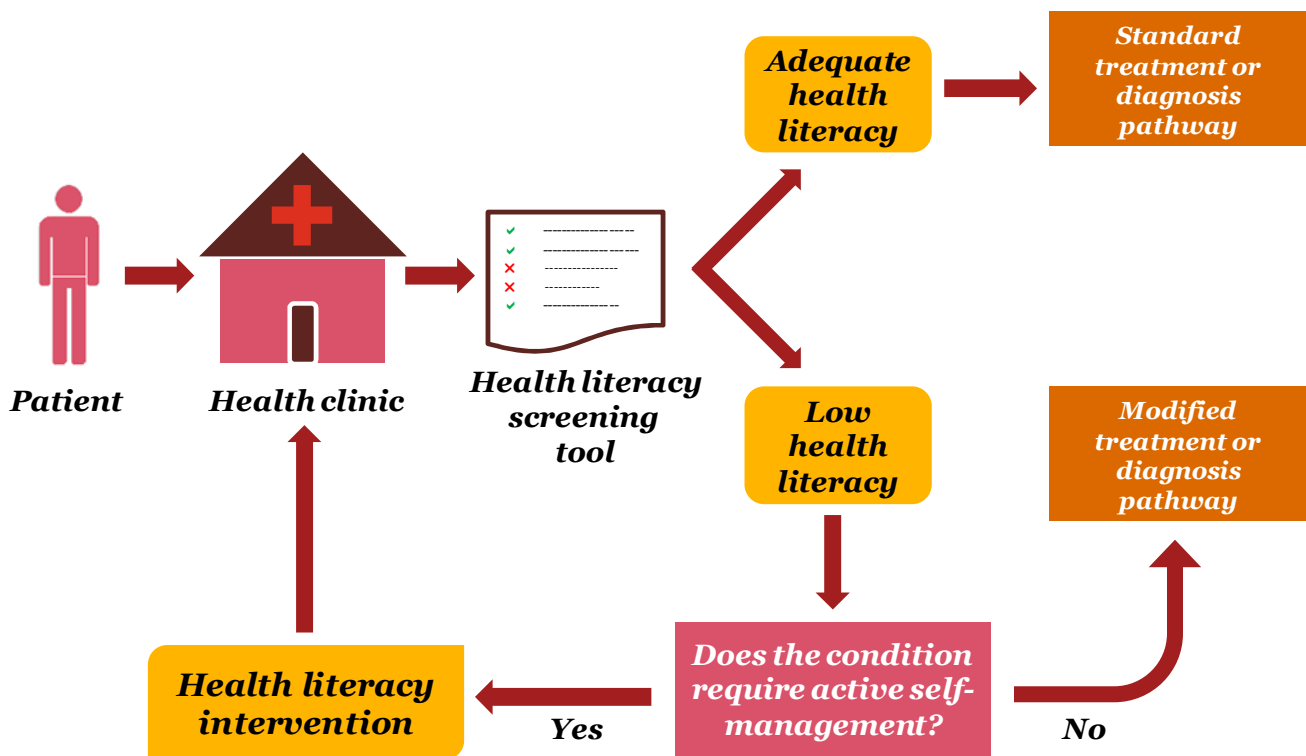 Patient
Health clinic
Health literacy
screening
tool
Adequate
health
literacy
Standard
treatment or
diagnosis
pathway
Low
health
literacy
Modified
treatment or
diagnosis
pathway
Does the condition
require active self-
management?
Yes
No
Health literacy
intervention